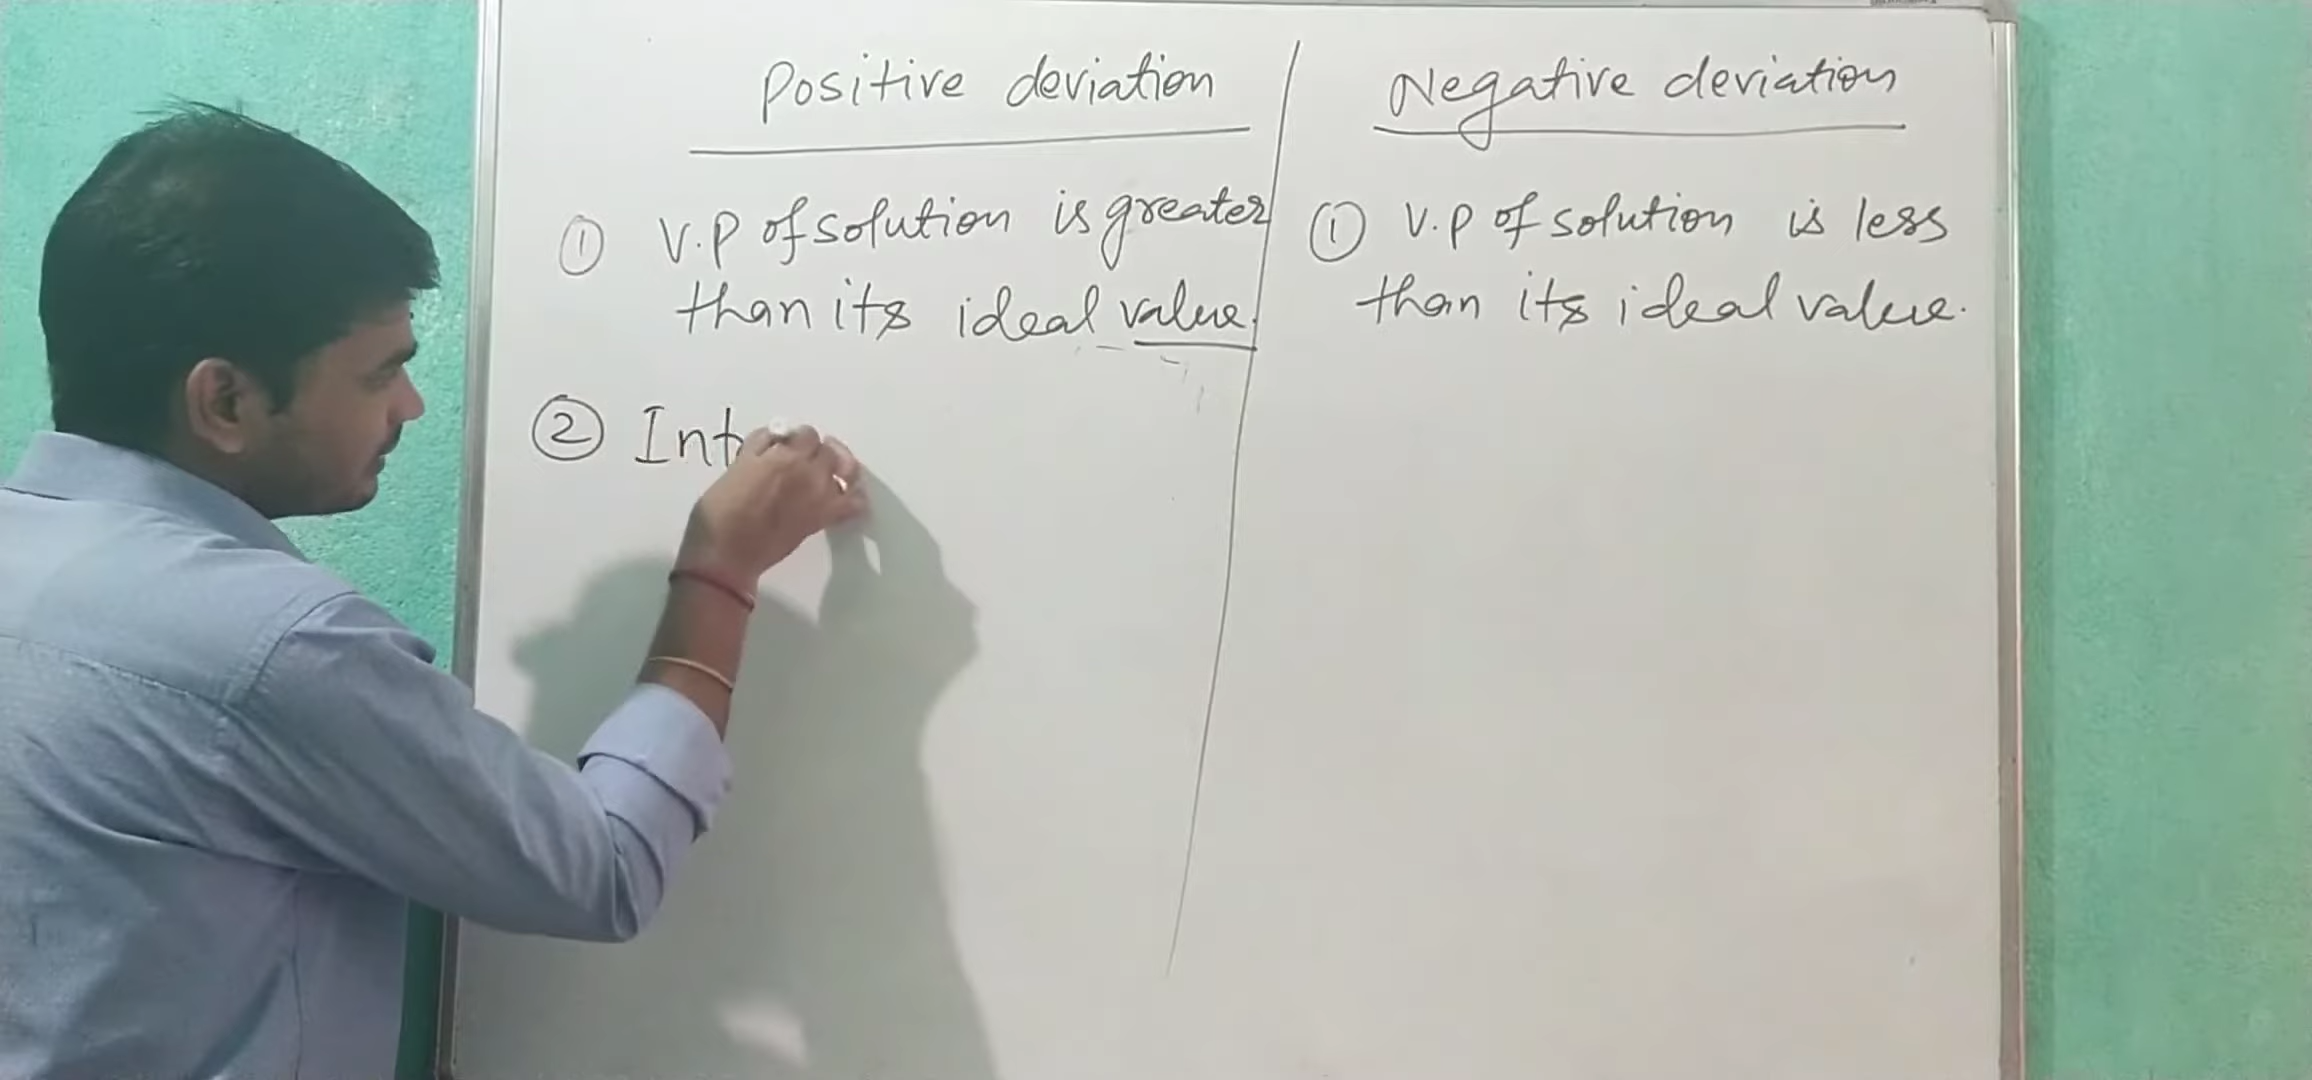 Positive deviation
① V.P of solution is greater
than its ideal value.
② Int
Negative deviation
① V.P of solution is less
than its ideal value.